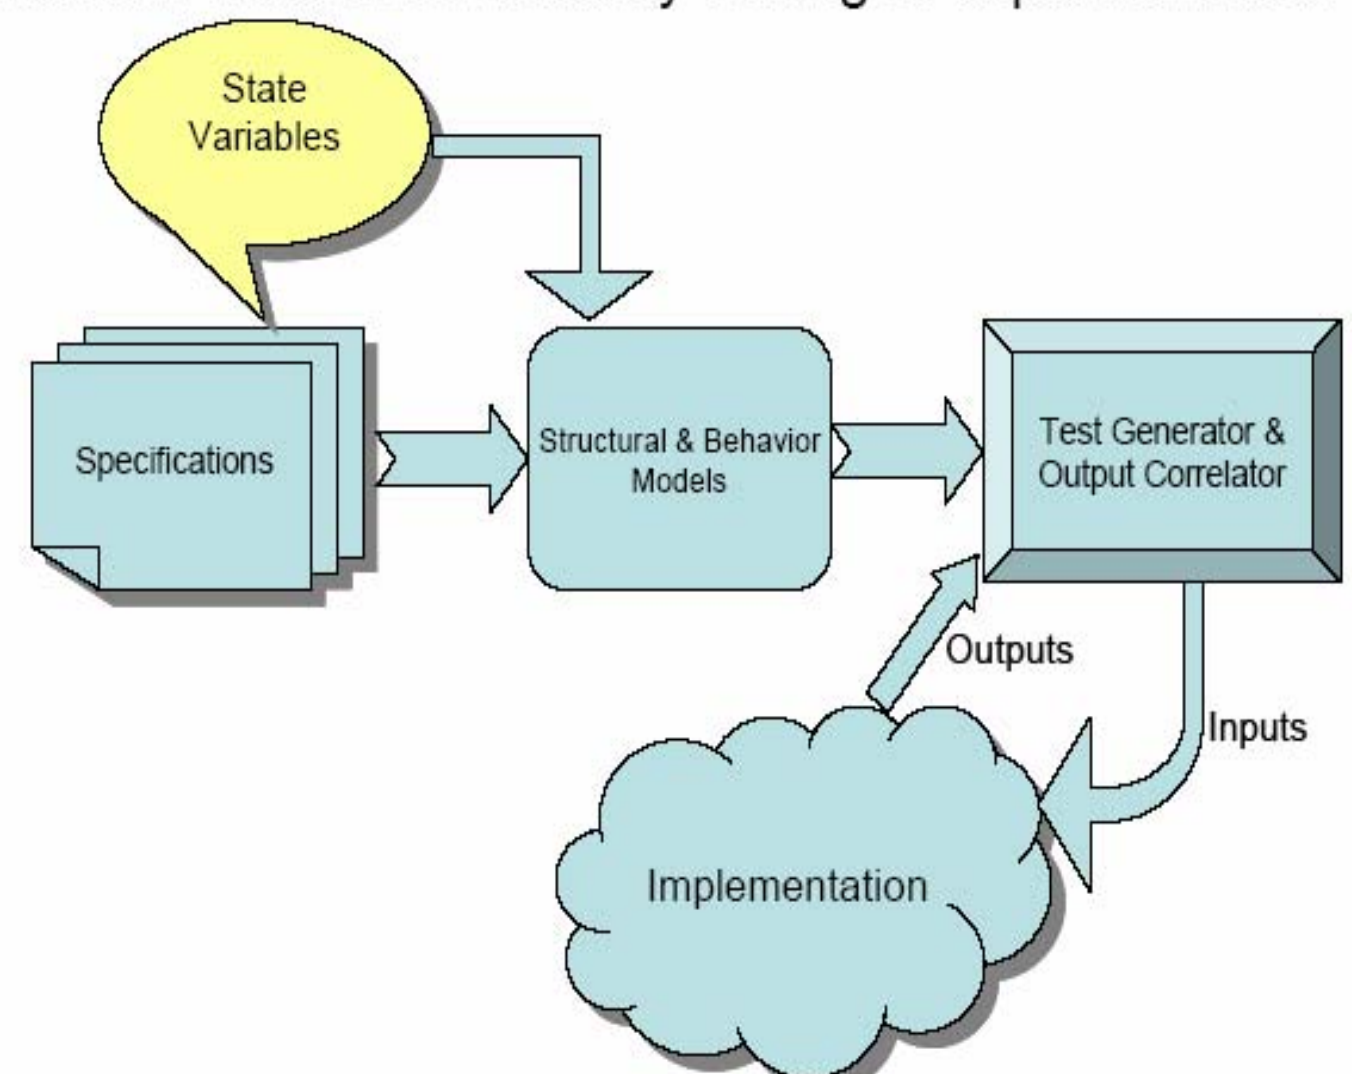 State
Variables
Specifications
Structural & Behavior
Models
Test Generator &
Output Correlator
Outputs
Inputs
Implementation